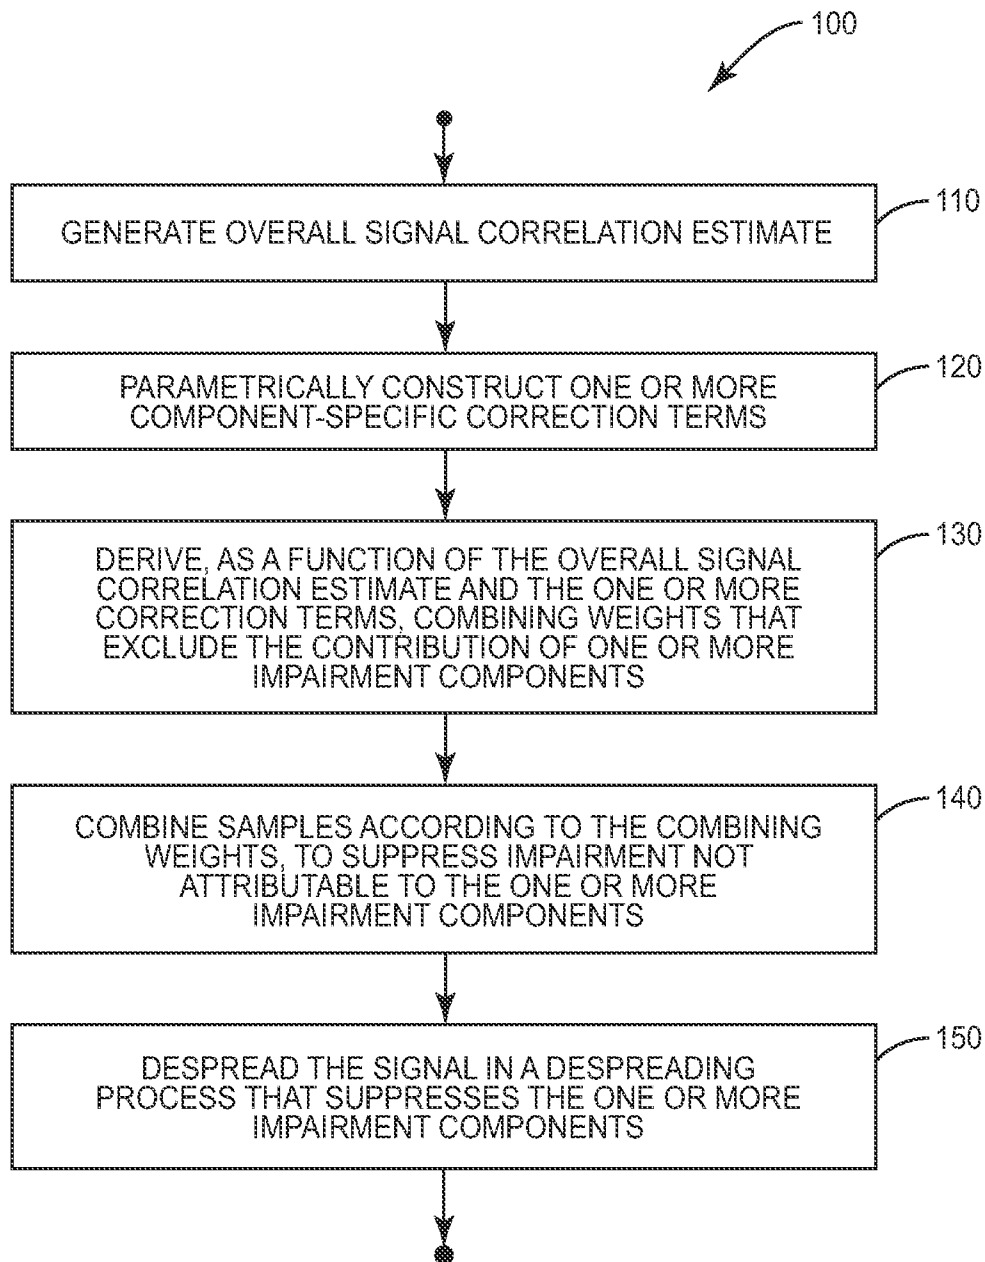 100
GENERATE OVERALL SIGNAL CORRELATION ESTIMATE
110
PARAMETRICALLY CONSTRUCT ONE OR MORE
COMPONENT-SPECIFIC CORRECTION TERMS
120
DERIVE, AS A FUNCTION OF THE OVERALL SIGNAL
CORRELATION ESTIMATE AND THE ONE OR MORE
CORRECTION TERMS, COMBINING WEIGHTS THAT
EXCLUDE THE CONTRIBUTION OF ONE OR MORE
IMPAIRMENT COMPONENTS
130
COMBINE SAMPLES ACCORDING TO THE COMBINING
WEIGHTS, TO SUPPRESS IMPAIRMENT NOT
ATTRIBUTABLE TO THE ONE OR MORE
IMPAIRMENT COMPONENTS
140
DESPREAD THE SIGNAL IN A DESPREADING
PROCESS THAT SUPPRESSES THE ONE OR MORE
IMPAIRMENT COMPONENTS
150